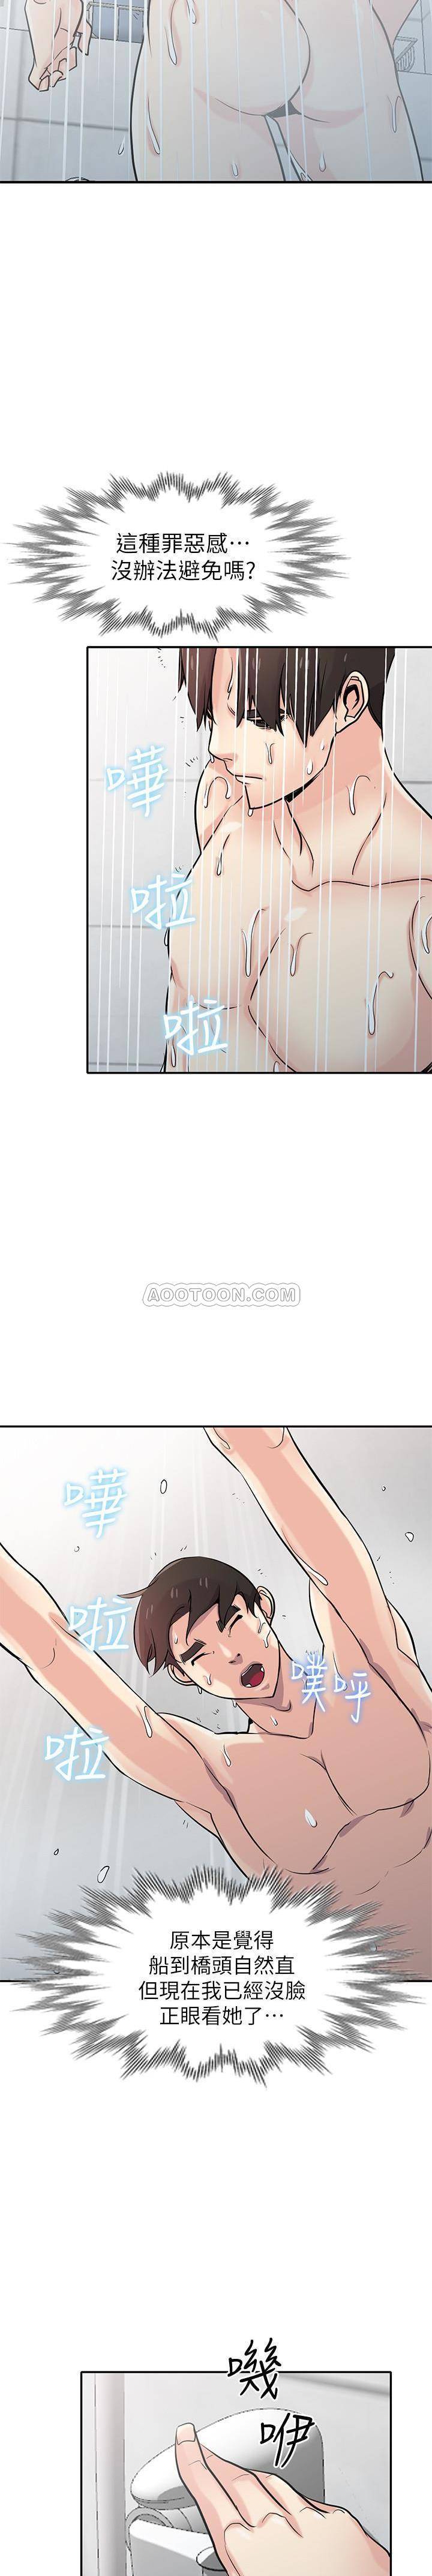 這種罪惡感⋯
沒辦法避免嗎?
嘩
啦
啦
AOOTOON.COM
嘩
啦
啦
噗呼
原本是覺得
船到橋頭自然直
但現在我已經沒臉
正眼看她了⋯
嘰
咿